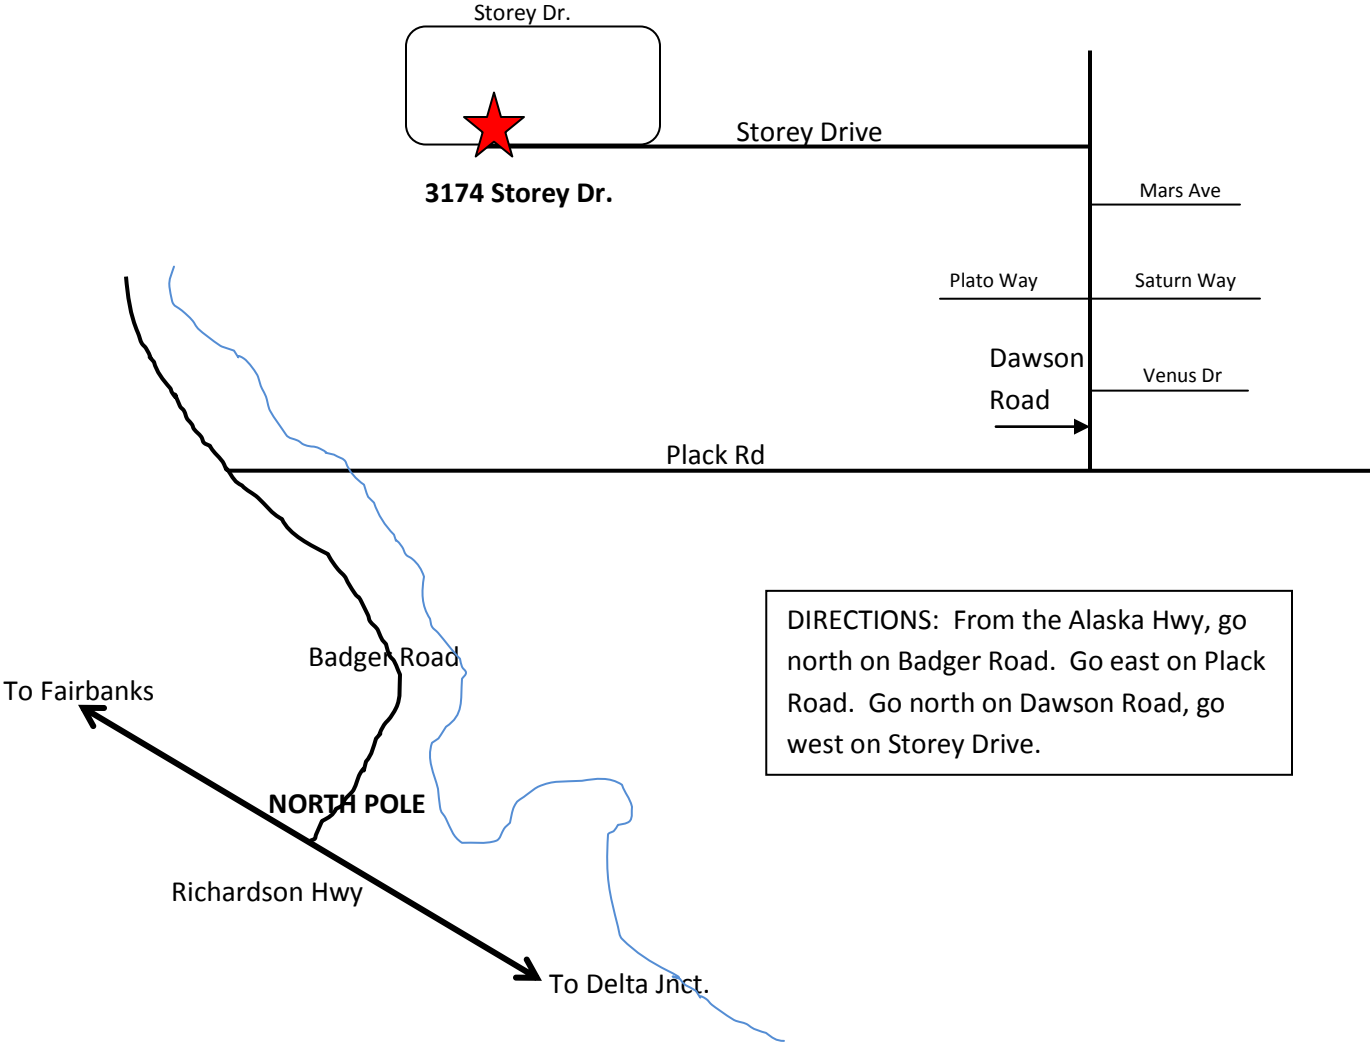 Storey Dr.
Storey Drive
3174 Storey Dr.
Mars Ave
Plato Way
Saturn Way
Dawson
Road
Venus Dr
Plack Rd
DIRECTIONS:  From the Alaska Hwy, go
north on Badger Road.  Go east on Plack
Road.  Go north on Dawson Road, go
west on Storey Drive.
Badger Road
To Fairbanks
NORTH POLE
Richardson Hwy
To Delta Jnct.